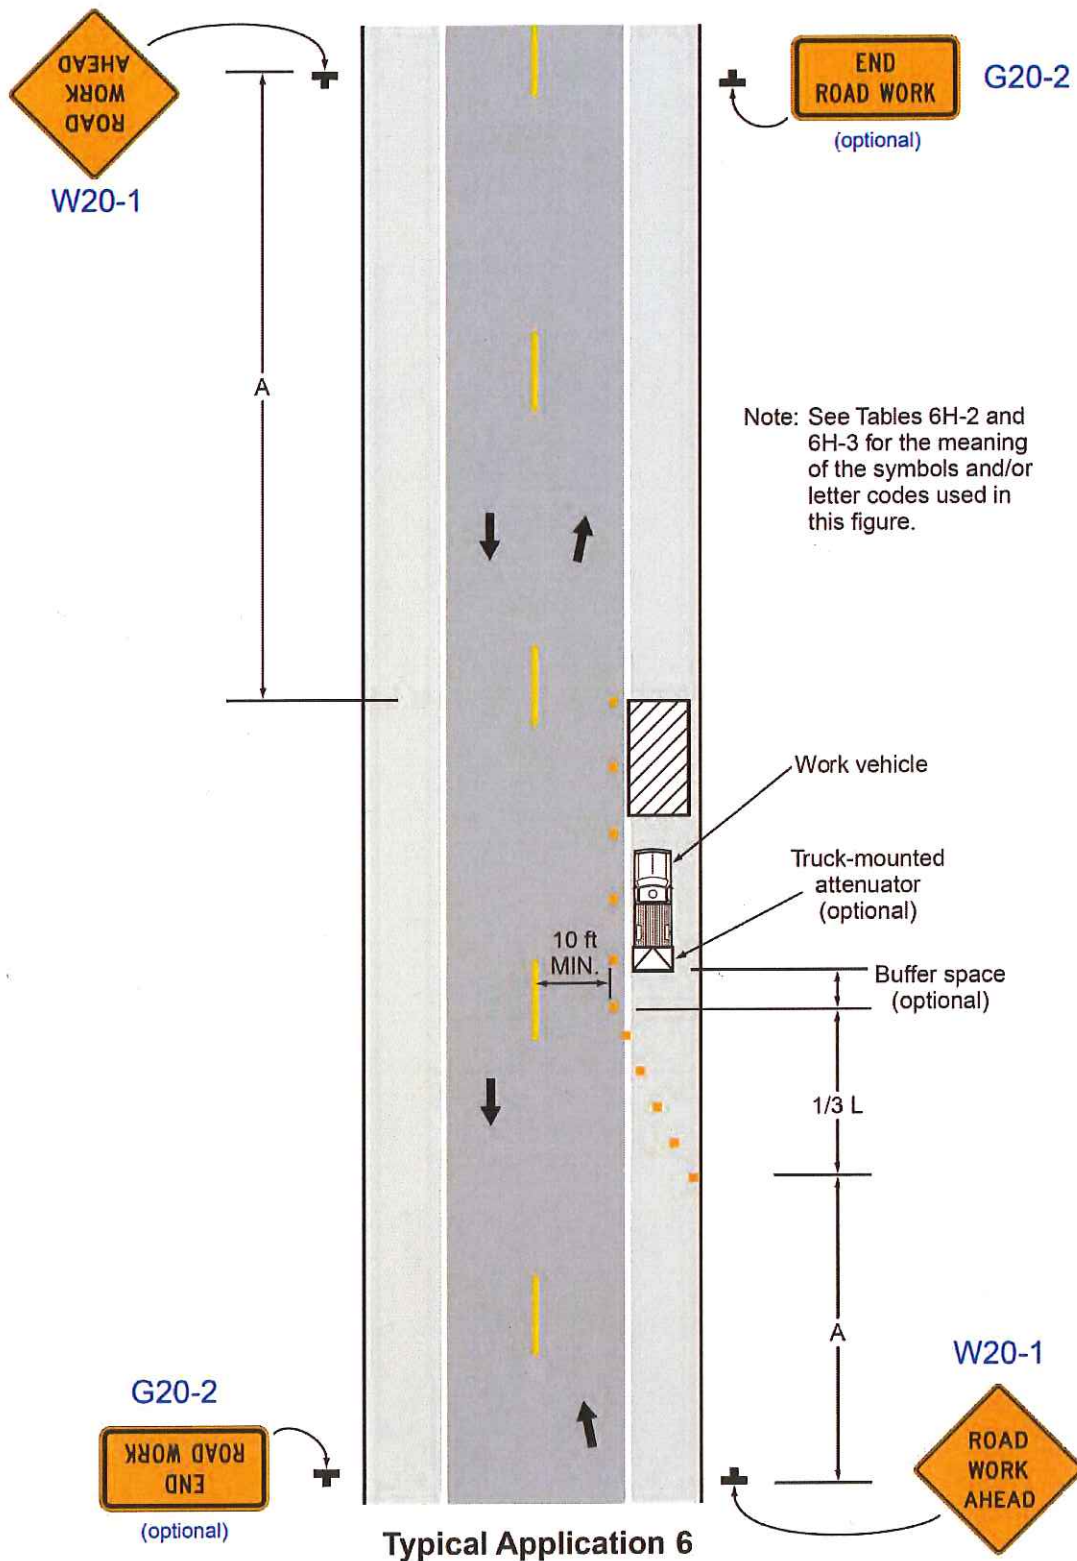 ROAD
WORK
AHEAD
W20-1
END
ROAD WORK
(optional)
G20-2
A
Note: See Tables 6H-2 and
6H-3 for the meaning
of the symbols and/or
letter codes used in
this figure.
Work vehicle
Truck-mounted
attenuator
(optional)
10 ft
MIN.
Buffer space
(optional)
1/3 L
A
G20-2
END
ROAD WORK
(optional)
W20-1
ROAD
WORK
AHEAD
Typical Application 6